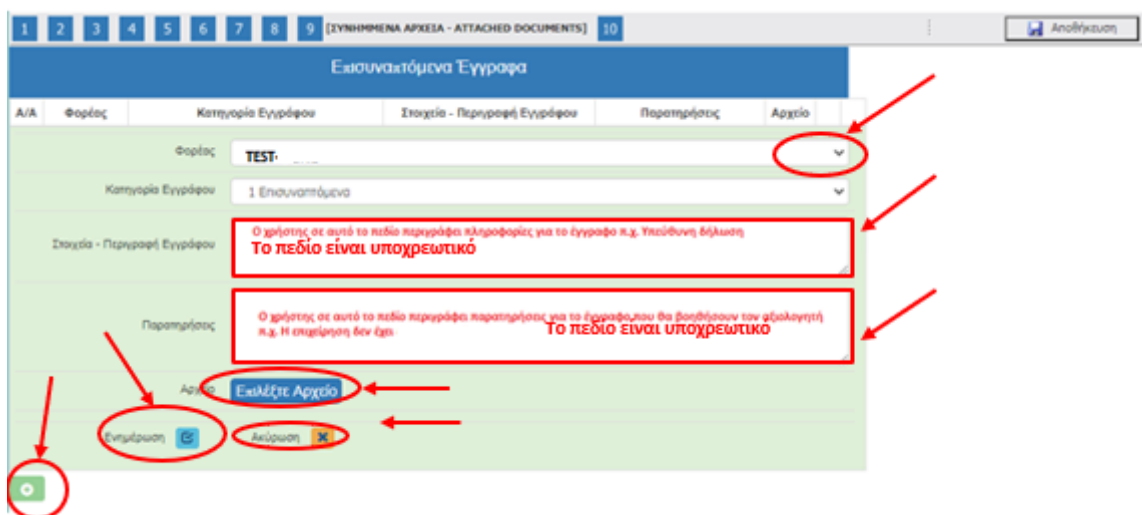 1 2 3 4 5 6 7 8 9 [ΣΥΝΗΜΜΕΝΑ ΑΡΧΕΙΑ - ATTACHED DOCUMENTS] 10 Αποθήκευση
Επισυναπτόμενα Έγγραφα
Α/Α Φορέας Κατηγορία Εγγράφου Στοιχεία - Περιγραφή Εγγράφου Παρατηρήσεις Αρχείο
Φορέας TEST
Κατηγορία Εγγράφου 1 Επισυναπτόμενα
Ο χρήστης σε αυτό το πεδίο περιγράφει πληροφορίες για το έγγραφο π.χ. Υπεύθυνη δήλωση
Στοιχεία - Περιγραφή Εγγράφου Το πεδίο είναι υποχρεωτικό
Ο χρήστης σε αυτό το πεδίο περιγράφει παρατηρήσεις για το έγγραφο που θα βοηθήσουν τον αξιολογητή
Παρατηρήσεις π.χ. Η επιχείρηση δεν έχει Το πεδίο είναι υποχρεωτικό
Αρχείο Επιλέξτε Αρχείο
Ενημέρωση Ακύρωση